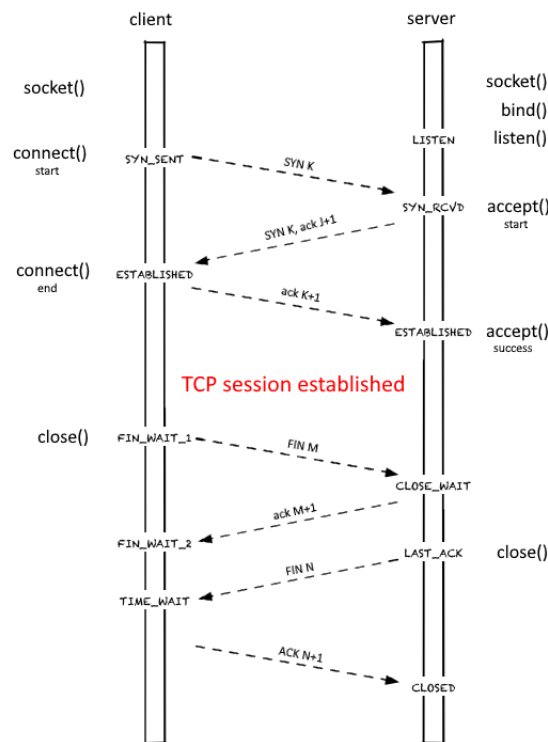 client
server
socket()
socket()
bind()
LISTEN
listen()
connect()
start
SYN_SENT
SYN K
SYN_RCVD
accept()
start
SYN K, ack J+1
connect()
end
ESTABLISHED
ack K+1
ESTABLISHED
accept()
success
TCP session established
close()
FIN_WAIT_1
FIN M
CLOSE_WAIT
ack M+1
FIN_WAIT_2
LAST_ACK
close()
FIN N
TIME_WAIT
ACK N+1
CLOSED